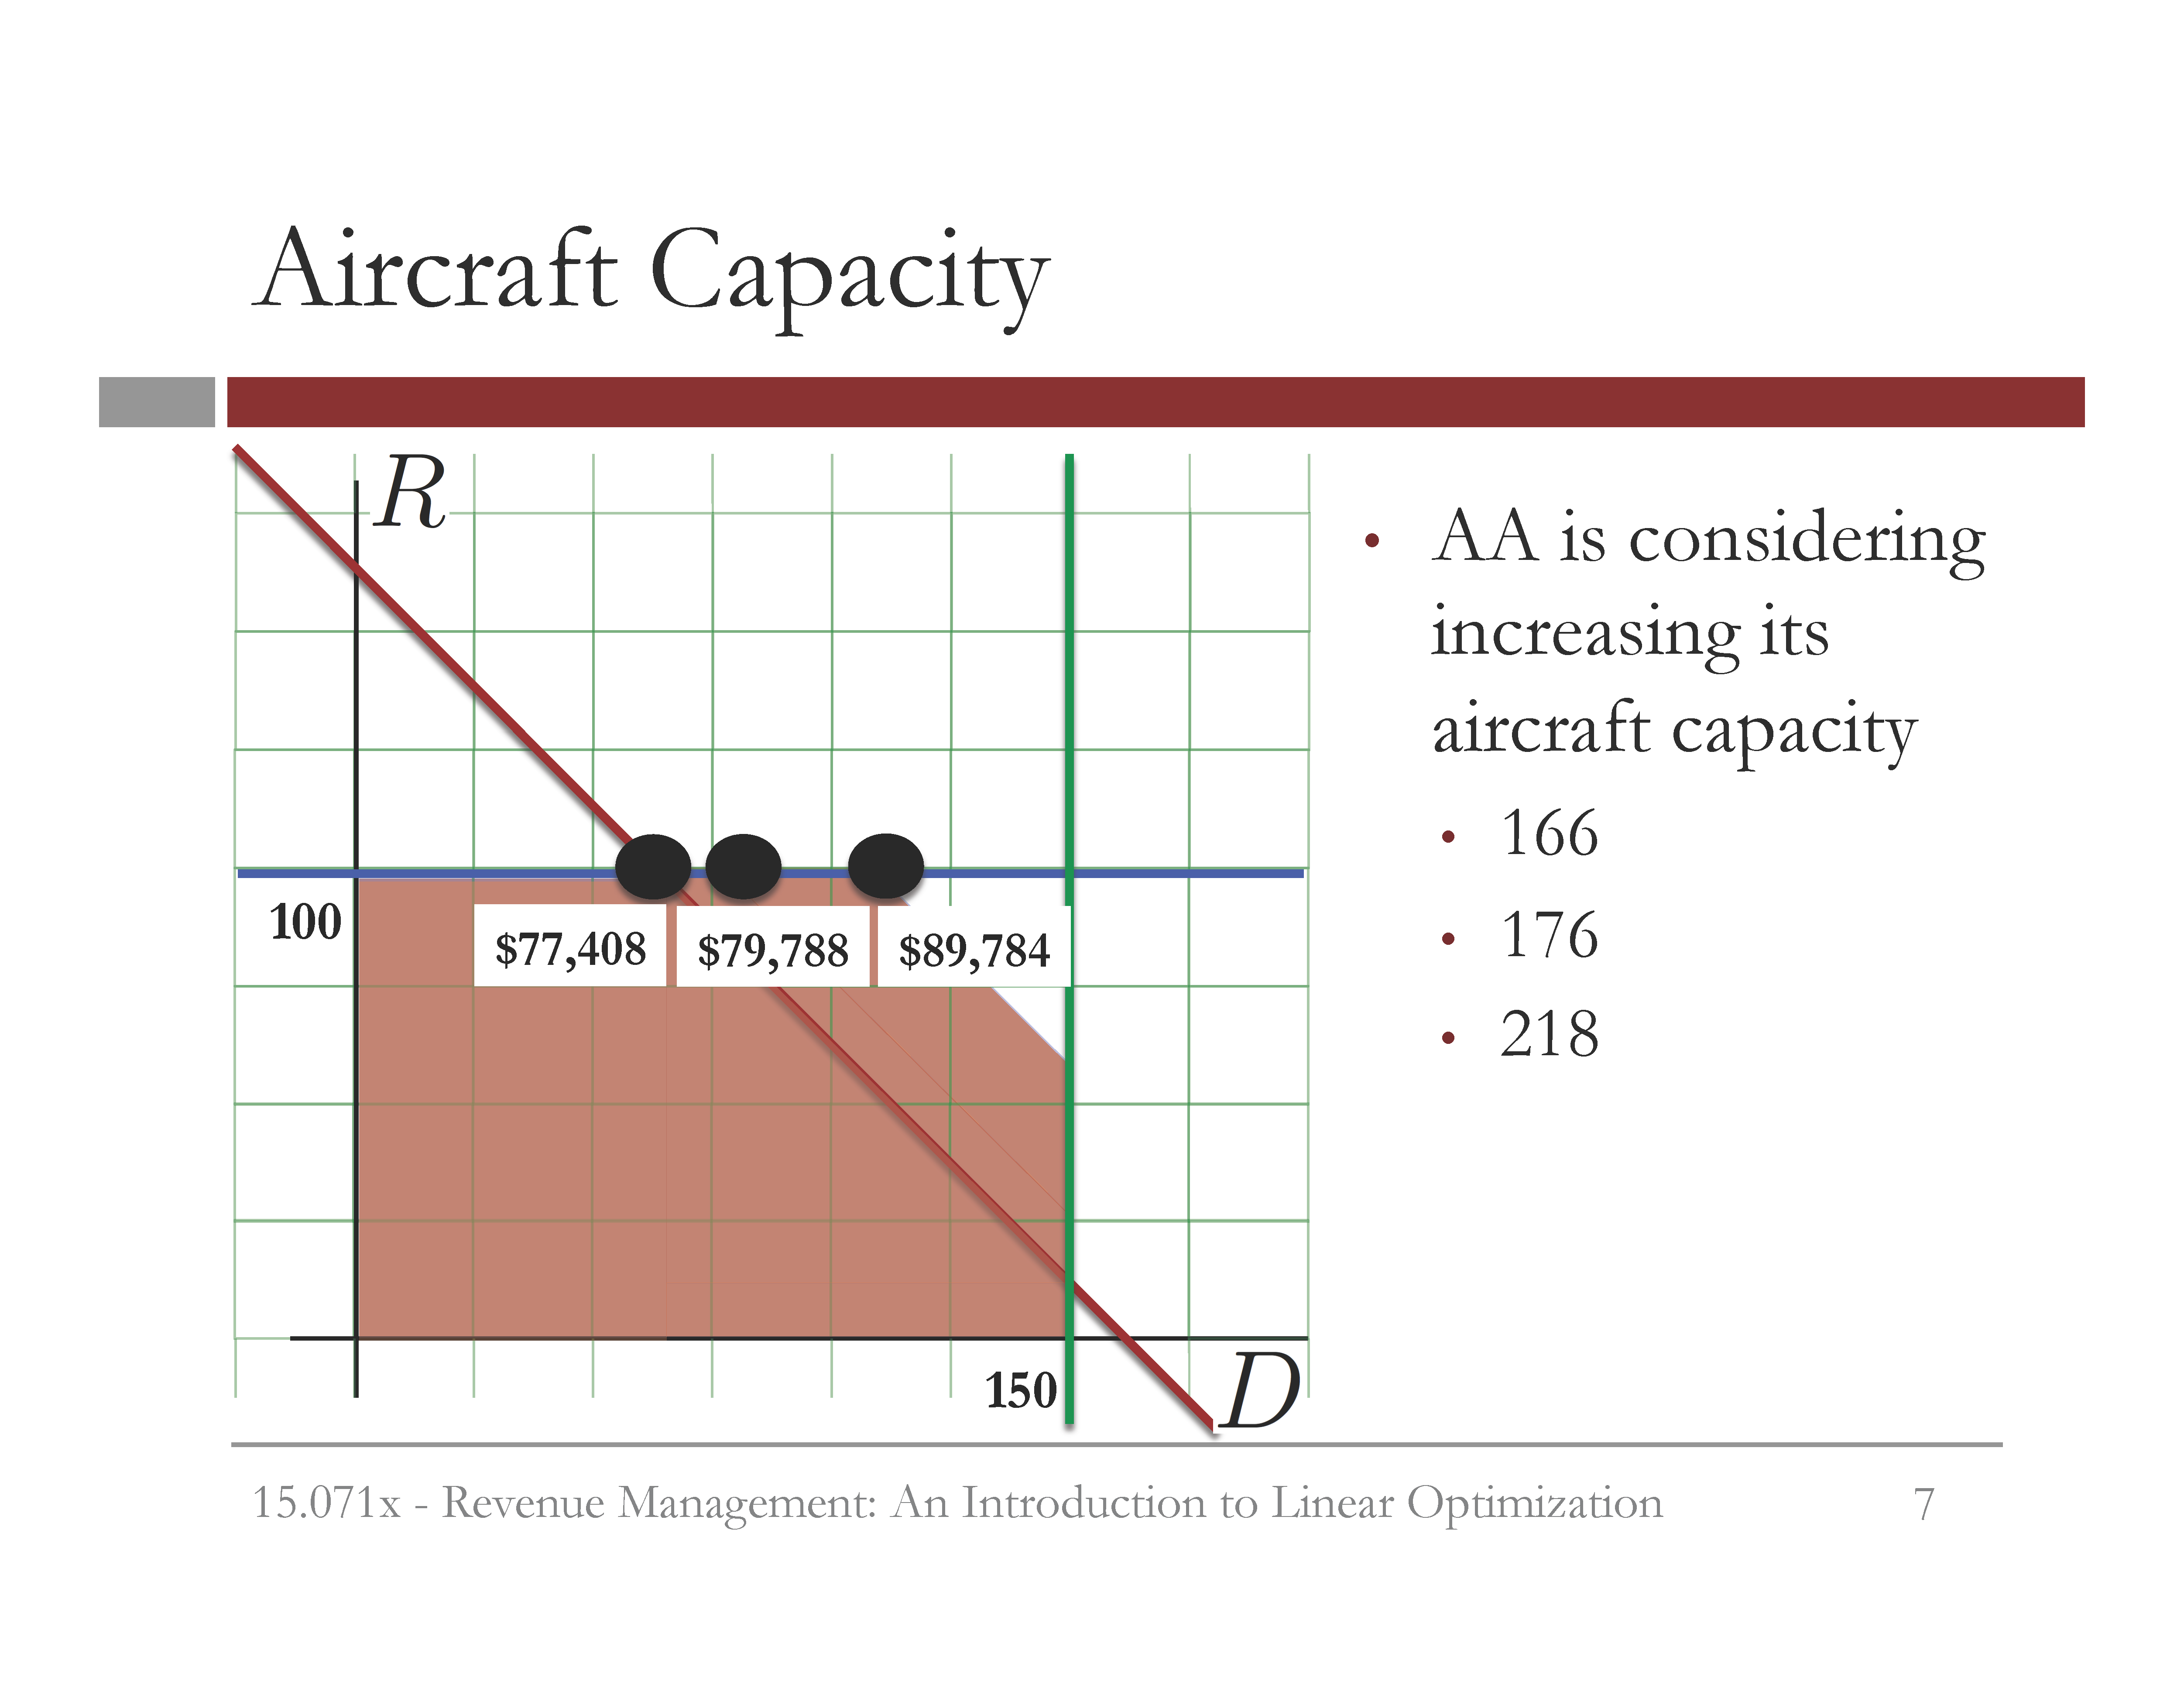 Aircraft Capacity
R
100
$77,408
$79,788
$89,784
150
D
• AA is considering
increasing its
aircraft capacity
• 166
• 176
• 218
15.071x - Revenue Management: An Introduction to Linear Optimization
7